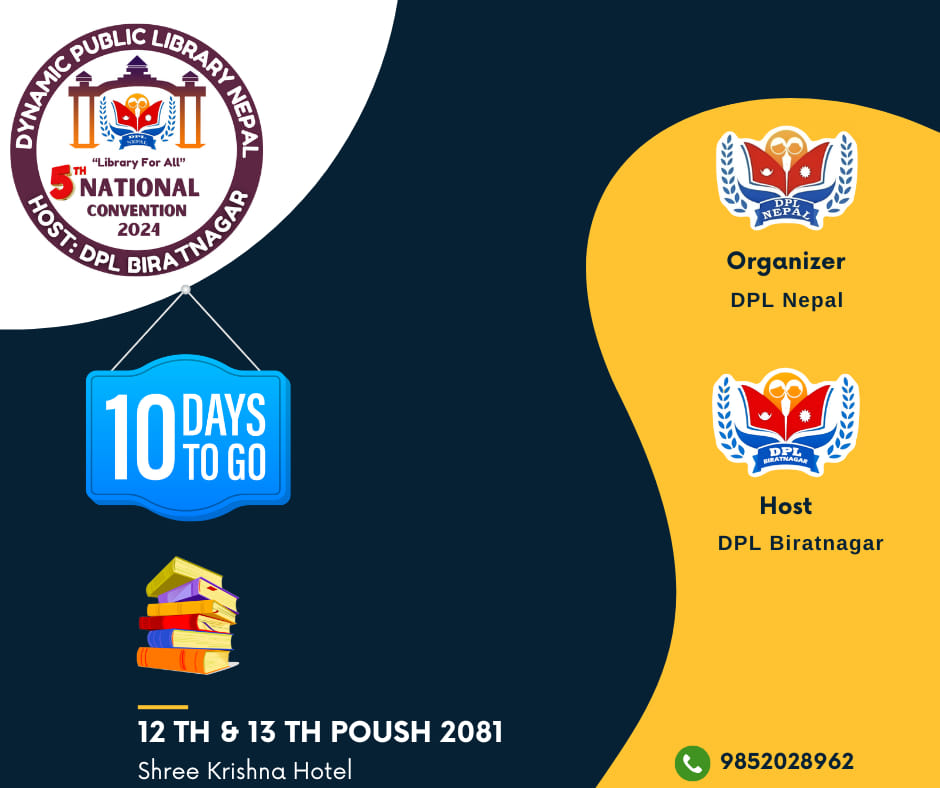 DYNAMIC PUBLIC LIBRARY NEPAL
DPL
NEPAL
"Library For All"
5TH NATIONAL
CONVENTION
2024
HOST: DPL BIRATNAGAR
10 DAYS
TO GO
12 TH & 13 TH POUSH 2081
Shree Krishna Hotel
DPL
NEPAL
Organizer
DPL Nepal
DPL
BIRATNAGAR
Host
DPL Biratnagar
9852028962